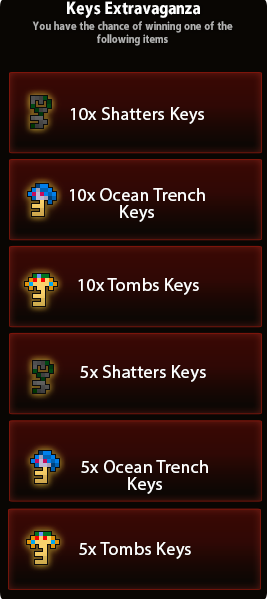 Keys Extravaganza
You have the chance of winning one of the
following items
10x Shatters Keys
10x Ocean Trench
Keys
10x Tombs Keys
5x Shatters Keys
5x Ocean Trench
Keys
5x Tombs Keys